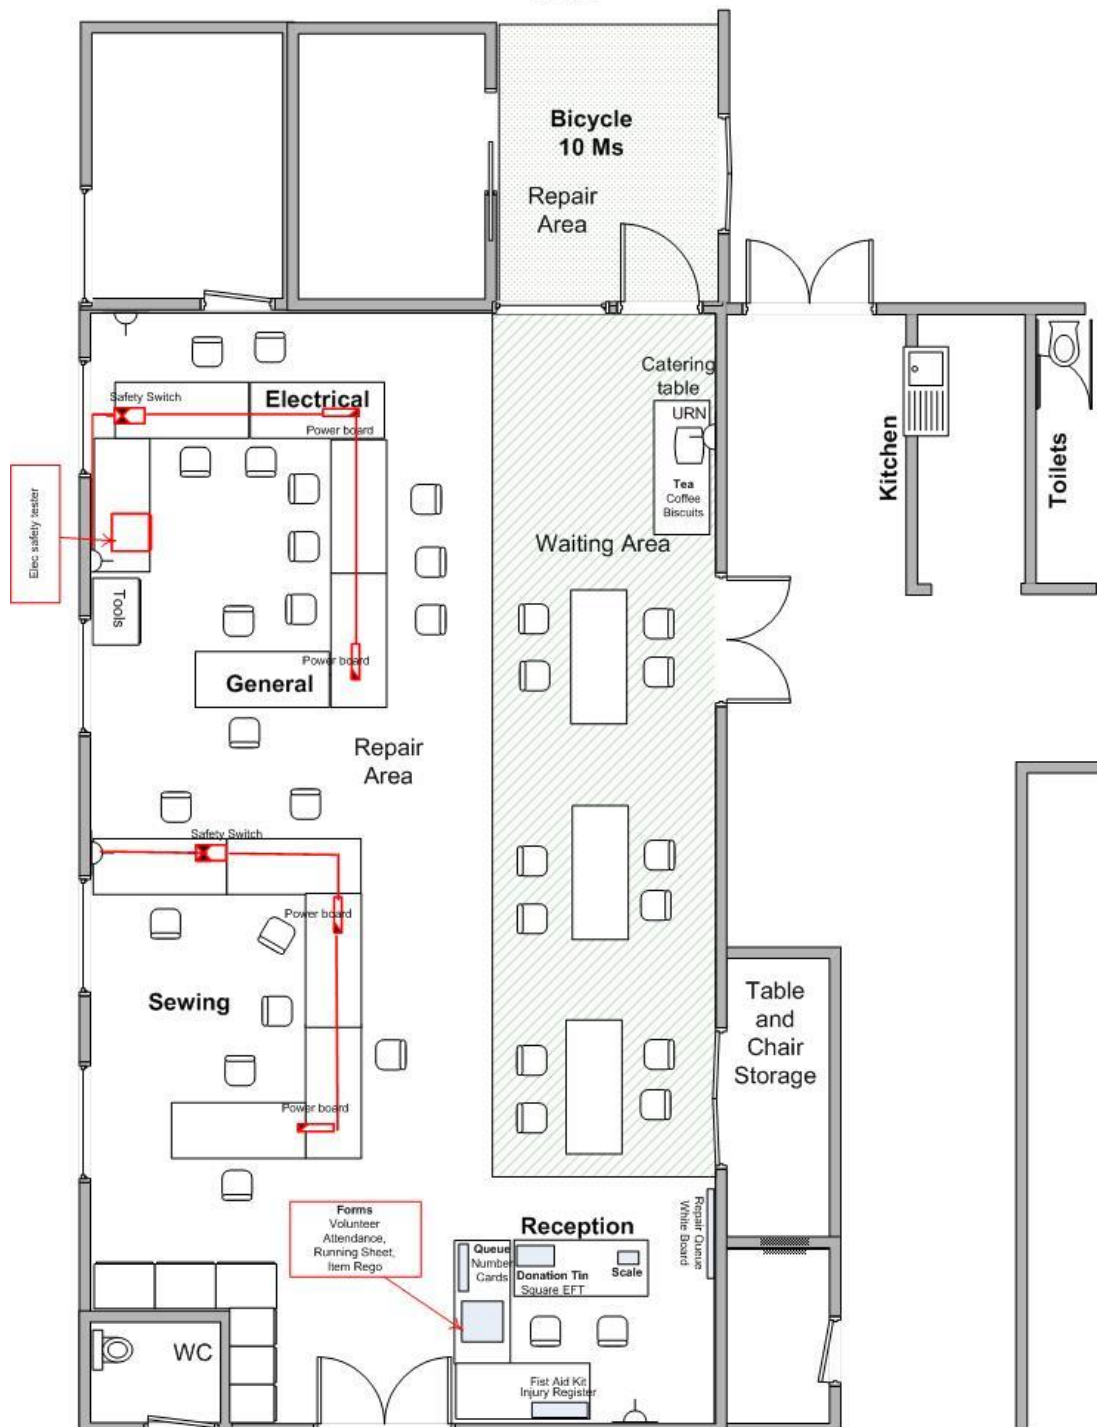 Bicycle
10 Ms
Repair
Area
Catering
table
URN
Tea
Coffee
Biscuits
Kitchen
Toilets
Safety Switch
Electrical
Power board
Elec safety tester
Tools
Waiting Area
Power board
General
Repair
Area
Safety Switch
Power board
Sewing
Power board
Table
and
Chair
Storage
Forms
Volunteer
Attendance,
Running Sheet,
Item Rego
Reception
Queue
Number
Cards
Donation Tin
Square EFT
Scale
Repair Queue
White Board
WC
Fist Aid Kit
Injury Register